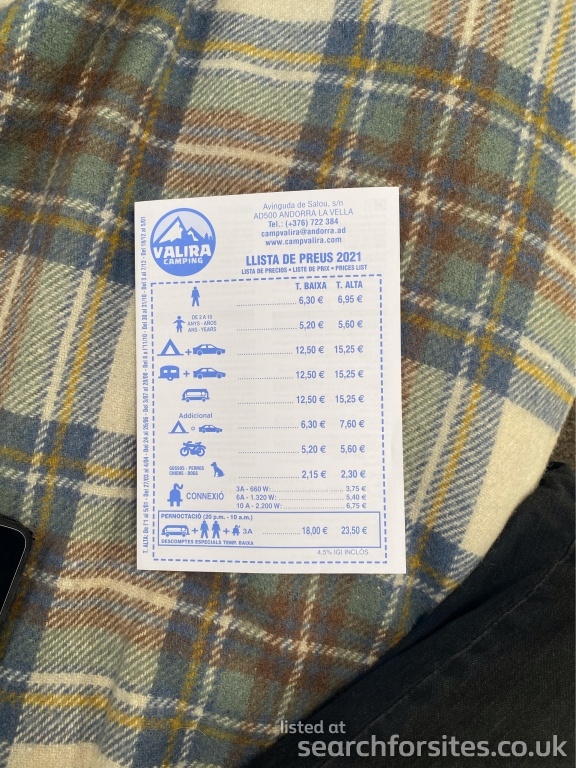 VALIRA
CAMPING
Avinguda de Salou, s/n
AD500 ANDORRA LA VELLA
Tel.: (+376) 722 384
campvalira@andorra.ad
www.campvalira.com
LLISTA DE PREUS 2021
LISTA DE PRECIOS • LISTE DE PRIX • PRICES LIST
T. BAIXA T. ALTA
6,30 € 6,95 €
DE 2 A 10
ANYS - AÑOS
ANS - YEARS
5,20 € 5,60 €
+ 12,50 € 15,25 €
+ 12,50 € 15,25 €
12,50 € 15,25 €
Addicional
6,30 € 7,60 €
5,20 € 5,60 €
GOSSOS - PERROS
CHIENS - DOGS
2,15 € 2,30 €
CONNEXIÓ
3A - 660 W: 3,75 €
6A - 1.320 W: 5,40 €
10 A - 2.200 W: 6,75 €
PERNOCTACIÓ (20 p.m. - 10 a.m.)
+ + 3A 18,00 € 23,50 €
DESCOMPTES ESPECIALS TEMP. BAIXA
4,5% IGI INCLÒS
T. ALTA:
listed at
searchforsites.co.uk